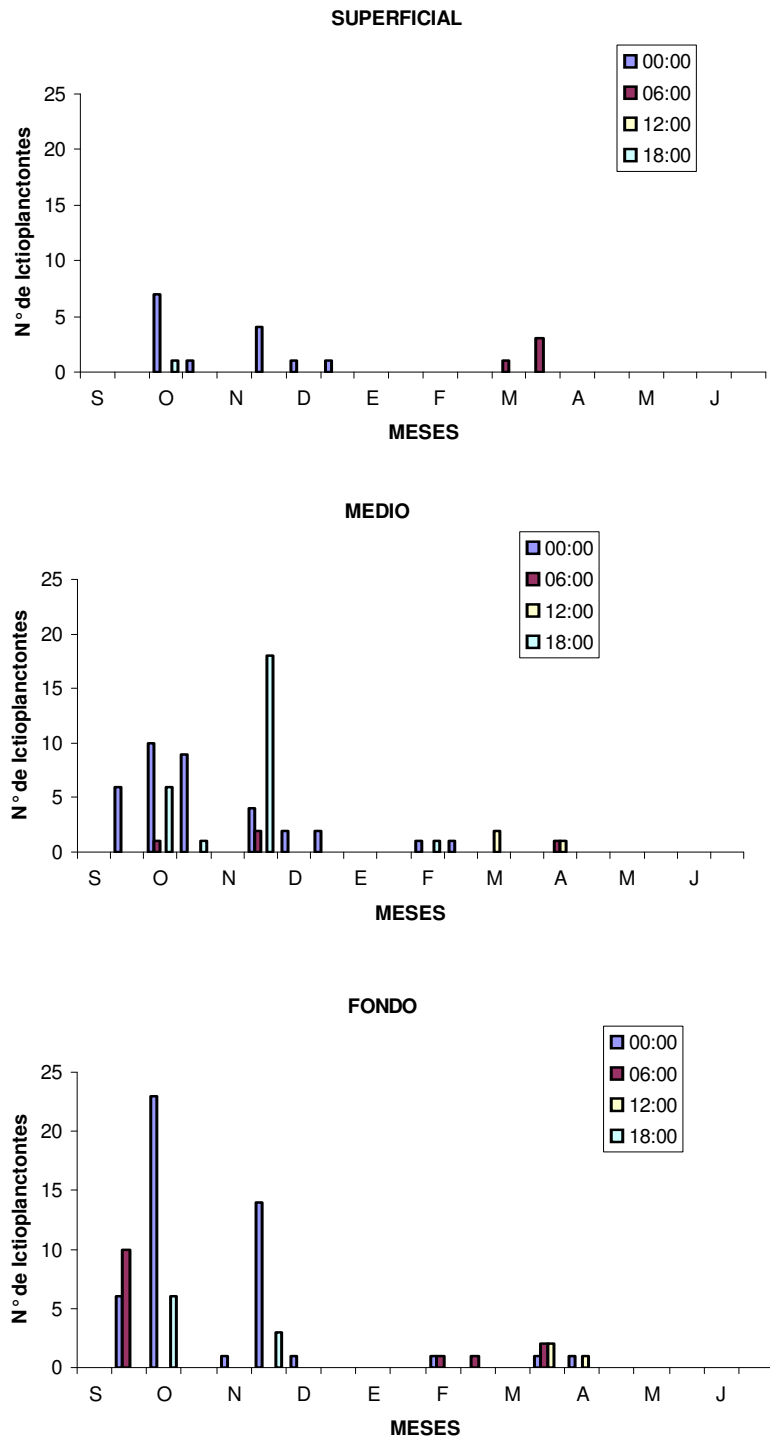 SUPERFICIAL
00:00
06:00
12:00
18:00
N° de Ictioplanctontes
25
20
15
10
5
0
S O N D E F M A M J
MESES
MEDIO
00:00
06:00
12:00
18:00
N° de Ictioplanctontes
25
20
15
10
5
0
S O N D E F M A M J
MESES
FONDO
00:00
06:00
12:00
18:00
N° de Ictioplanctontes
25
20
15
10
5
0
S O N D E F M A M J
MESES